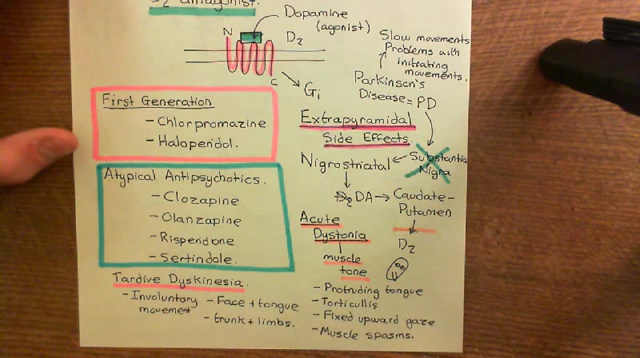 D2 antagonist.
Dopamine
(agonist)
N
D2
C
Gi
Slow movements
Problems with
initiating
movements.
Parkinson's
Disease = PD
First Generation
- Chlorpromazine
- Haloperidol.
Atypical Antipsychotics.
- Clozapine
- Olanzapine
- Risperidone
- Sertindole.
Tardive Dyskinesia
- Involuntary
movement
- Face + tongue
- trunk + limbs.
Extrapyramidal
Side Effects
Nigrostriatal
Substantia
Nigra
DA → Caudate-
Putamen
D2
Acute
Dystonia
muscle
tone
- Protruding tongue
- Torticullis
- Fixed upward gaze
- Muscle spasms.